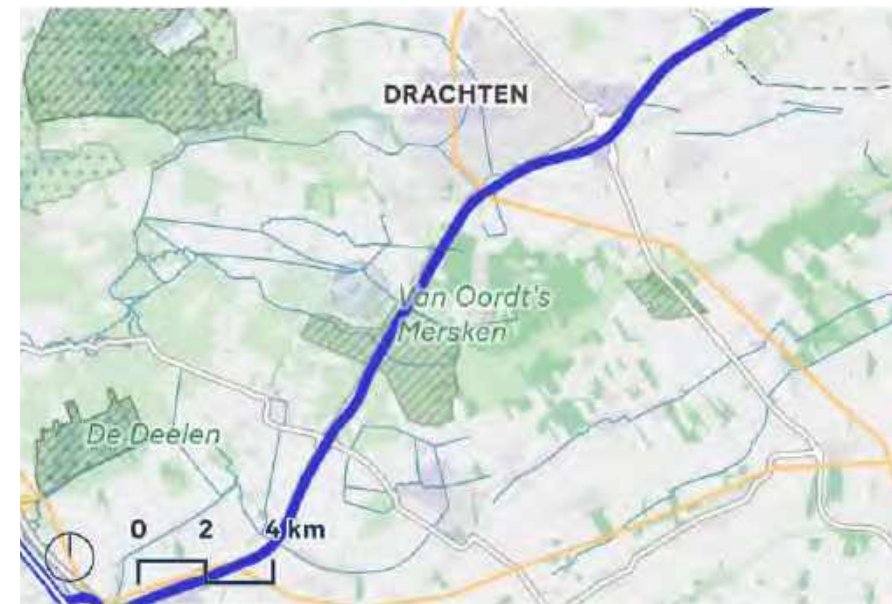 DRACHTEN
Van Oordt's
Mersken
De Deelen
0 2 4 km